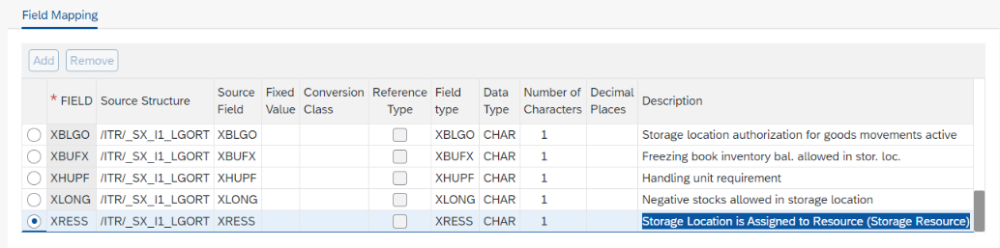 Field Mapping
Add Remove
* FIELD Source Structure Source Field Fixed Value Conversion Class Reference Type Field type Data Type Number of Characters Decimal Places Description
XBLGO /ITR/_SX_I1_LGORT XBLGO XBLGO CHAR 1 Storage location authorization for goods movements active
XBUFX /ITR/_SX_I1_LGORT XBUFX XBUFX CHAR 1 Freezing book inventory bal. allowed in stor. loc.
XHUPF /ITR/_SX_I1_LGORT XHUPF XHUPF CHAR 1 Handling unit requirement
XLONG /ITR/_SX_I1_LGORT XLONG XLONG CHAR 1 Negative stocks allowed in storage location
XRESS /ITR/_SX_I1_LGORT XRESS XRESS CHAR 1 Storage Location is Assigned to Resource (Storage Resource)